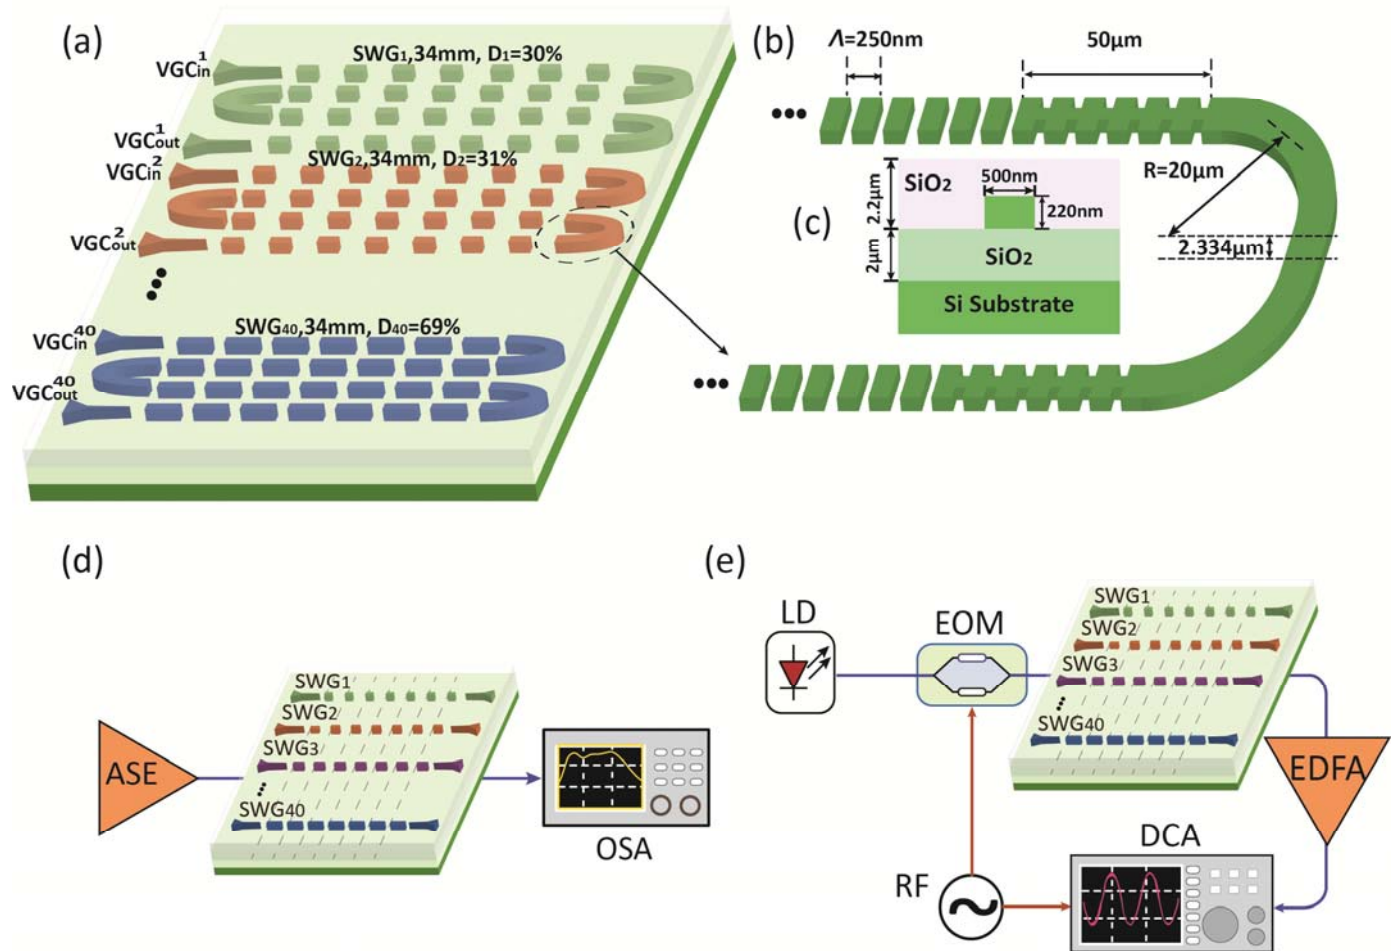 (a)
SWG₁,34mm, D₁=30%
VGC¹in
VGC¹out
SWG₂,34mm, D₂=31%
VGC²in
VGC²out
SWG₄₀,34mm, D₄₀=69%
VGC⁴⁰in
VGC⁴⁰out
(b)
Λ=250nm
50μm
R=20μm
2.334μm
(c)
SiO₂
500nm
220nm
2.2μm
SiO₂
2μm
Si Substrate
(d)
ASE
SWG1
SWG2
SWG3
SWG40
OSA
(e)
LD
EOM
SWG1
SWG2
SWG3
SWG40
EDFA
RF
DCA